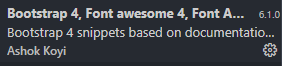 Bootstrap 4, Font awesome 4, Font A... 6.1.0
Bootstrap 4 snippets based on documentatio...
Ashok Koyi